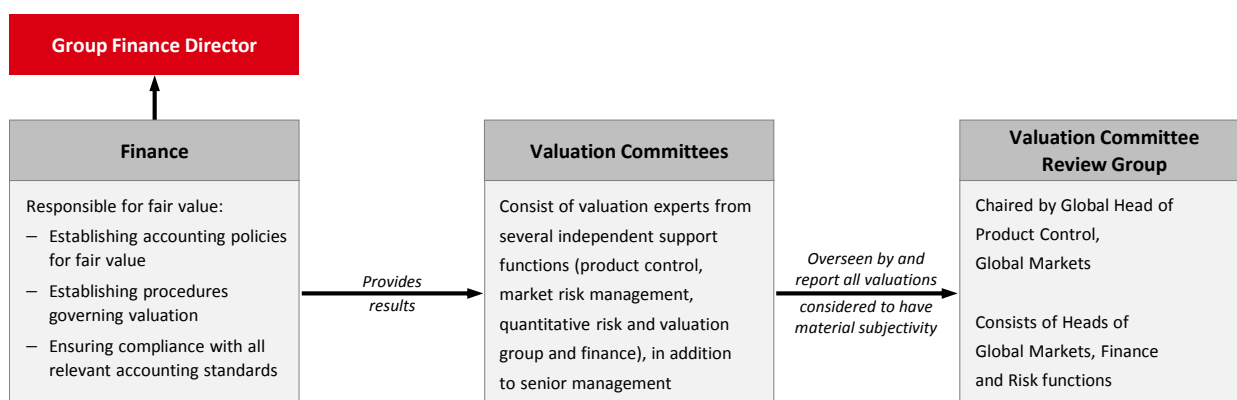 Group Finance Director
Finance
Responsible for fair value:
– Establishing accounting policies
for fair value
– Establishing procedures
governing valuation
– Ensuring compliance with all
relevant accounting standards
Provides
results
Valuation Committees
Consist of valuation experts from
several independent support
functions (product control,
market risk management,
quantitative risk and valuation
group and finance), in addition
to senior management
Overseen by and
report all valuations
considered to have
material subjectivity
Valuation Committee
Review Group
Chaired by Global Head of
Product Control,
Global Markets
Consists of Heads of
Global Markets, Finance
and Risk functions